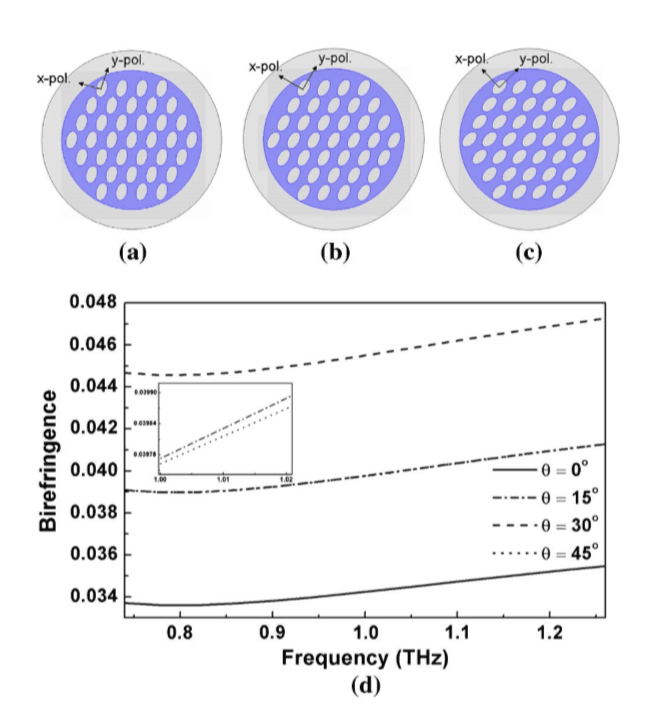 x-pol. y-pol. x-pol. y-pol. x-pol. y-pol.
(a) (b) (c)
0.048
0.046
0.044
0.042
0.040
0.038
0.036
0.034
Birefringence
0.03990
0.03984
0.03978
1.00 1.01 1.02
θ = 0°
θ = 15°
θ = 30°
θ = 45°
0.8 0.9 1.0 1.1 1.2
Frequency (THz)
(d)